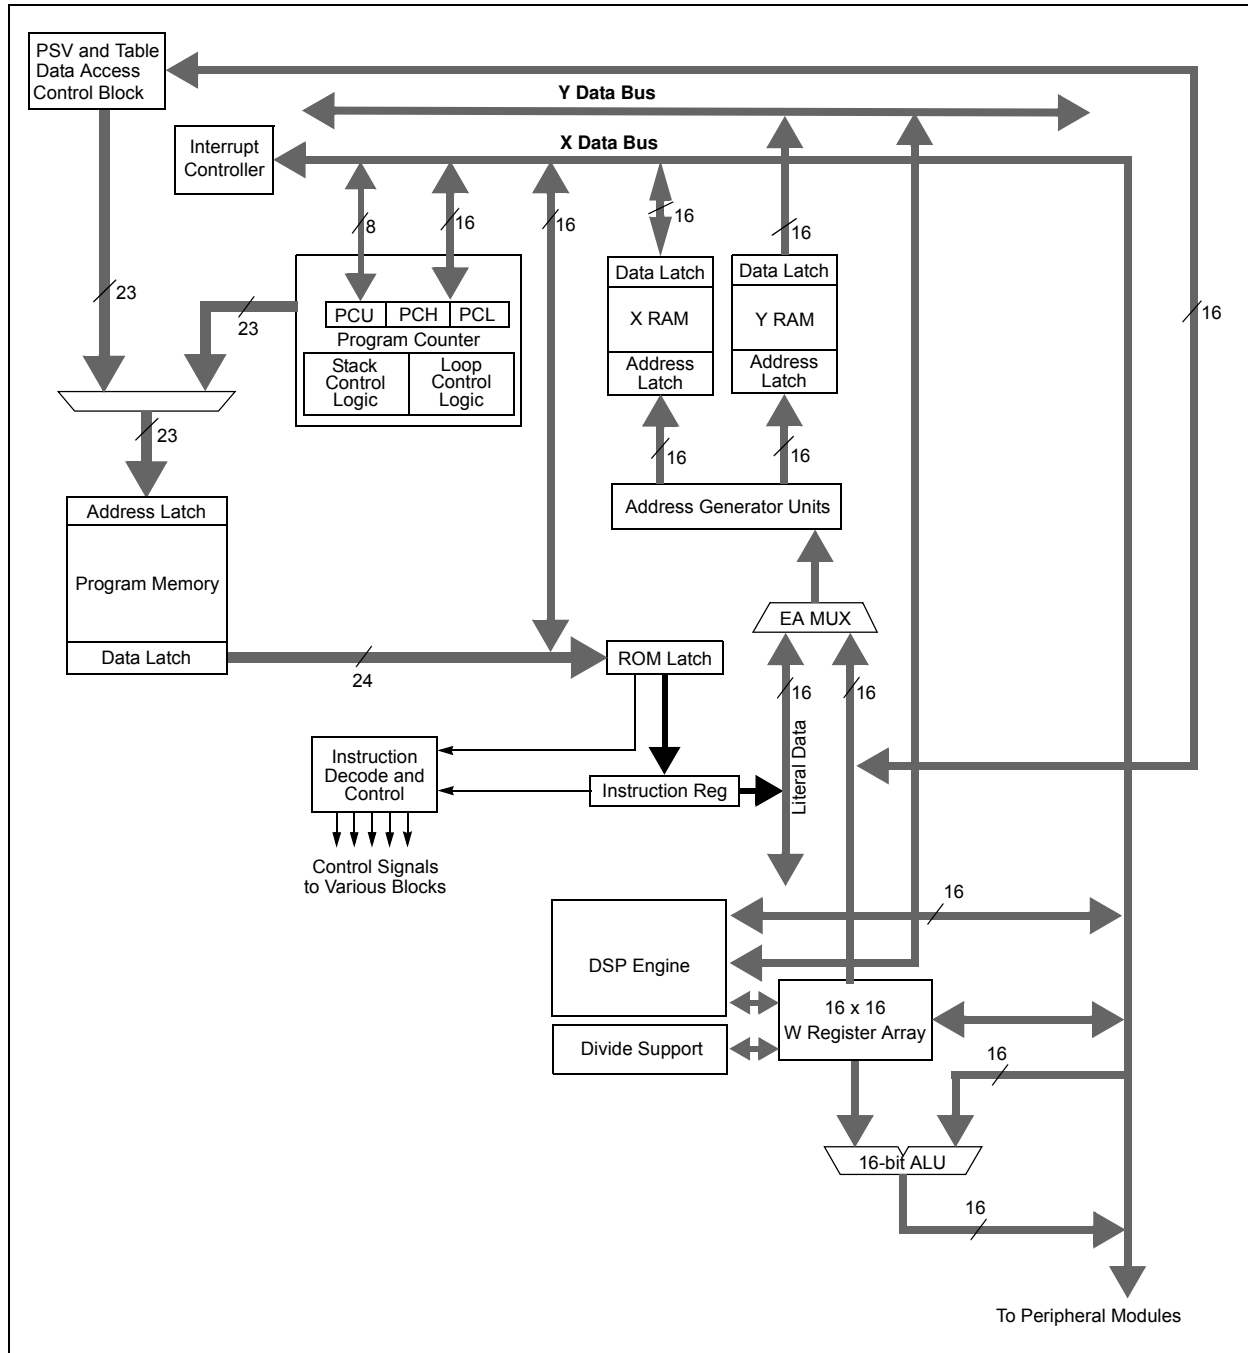 PSV and Table
Data Access
Control Block
Y Data Bus
Interrupt
Controller
X Data Bus
8
16
16
16
16
16
23
23
PCU
PCH
PCL
Program Counter
Stack
Control
Logic
Loop
Control
Logic
Data Latch
X RAM
Address
Latch
Data Latch
Y RAM
Address
Latch
23
16
16
Address Latch
Program Memory
Data Latch
Address Generator Units
EA MUX
24
ROM Latch
16
16
Literal Data
Instruction
Decode and
Control
Instruction Reg
Control Signals
to Various Blocks
16
DSP Engine
16 x 16
W Register Array
Divide Support
16
16-bit ALU
16
To Peripheral Modules